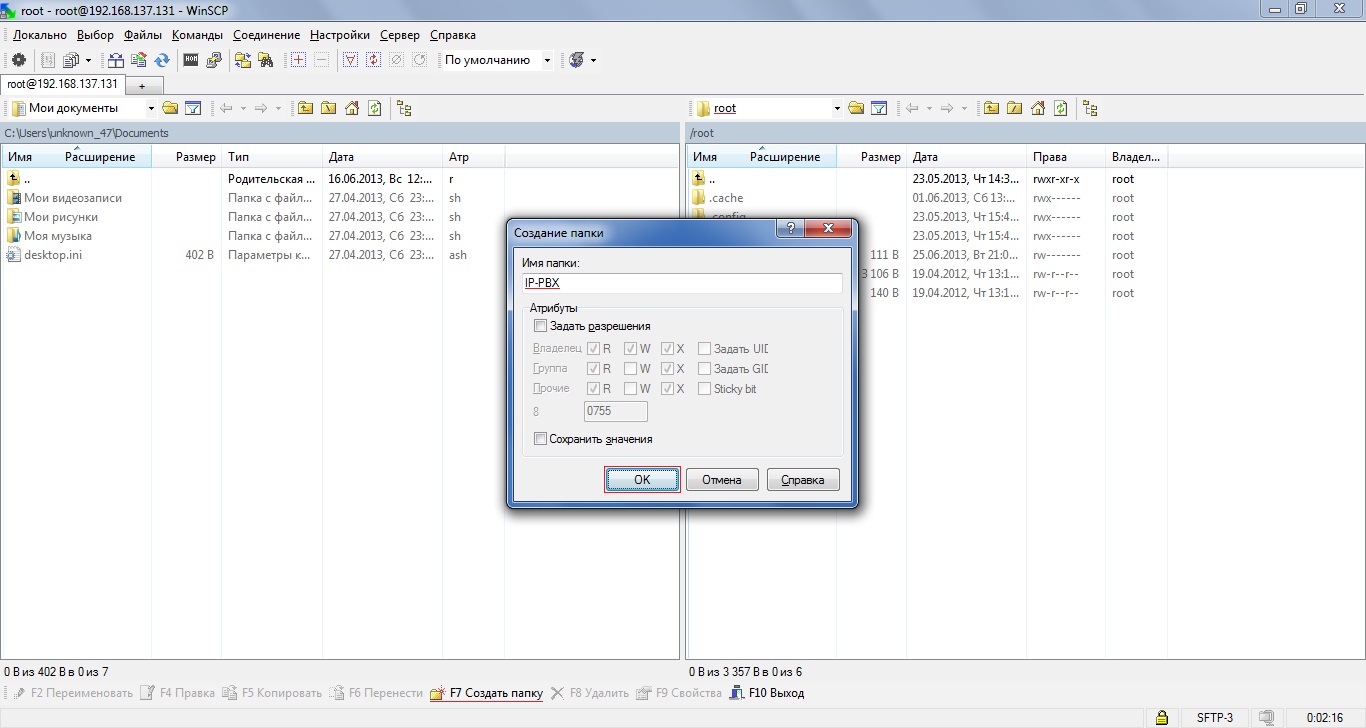 root - root@192.168.137.131 - WinSCP
Локально Выбор Файлы Команды Соединение Настройки Сервер Справка
По умолчанию
root@192.168.137.131 +
Мои документы
root
C:\Users\unknown_47\Documents
/root
Имя Расширение Размер Тип Дата Атр
Имя Расширение Размер Дата Права Владел...
.. Родительская ... 16.06.2013, Вс 12:... r
.. 23.05.2013, Чт 14:3... rwxr-xr-x root
Мои видеозаписи Папка с файл... 27.04.2013, Сб 23:... sh
.cache 01.06.2013, Сб 13:... rwx------ root
Мои рисунки Папка с файл... 27.04.2013, Сб 23:... sh
.config 23.05.2013, Чт 15:4... rwx------ root
Моя музыка Папка с файл... 27.04.2013, Сб 23:... sh
23.05.2013, Чт 15:4... rwx------ root
desktop.ini 402 B Параметры к... 27.04.2013, Сб 23:... ash
111 B 25.06.2013, Вт 21:0... rw------- root
3 106 B 19.04.2012, Чт 13:1... rw-r--r-- root
140 B 19.04.2012, Чт 13:1... rw-r--r-- root
Создание папки
Имя папки:
IP-PBX
Атрибуты
Задать разрешения
Владелец R W X Задать UID
Группа R W X Задать GID
Прочие R W X Sticky bit
8 0755
Сохранить значения
OK Отмена Справка
0 B из 402 B в 0 из 7
0 B из 3 357 B в 0 из 6
F2 Переименовать F4 Правка F5 Копировать F6 Перенести F7 Создать папку F8 Удалить F9 Свойства F10 Выход
SFTP-3 0:02:16